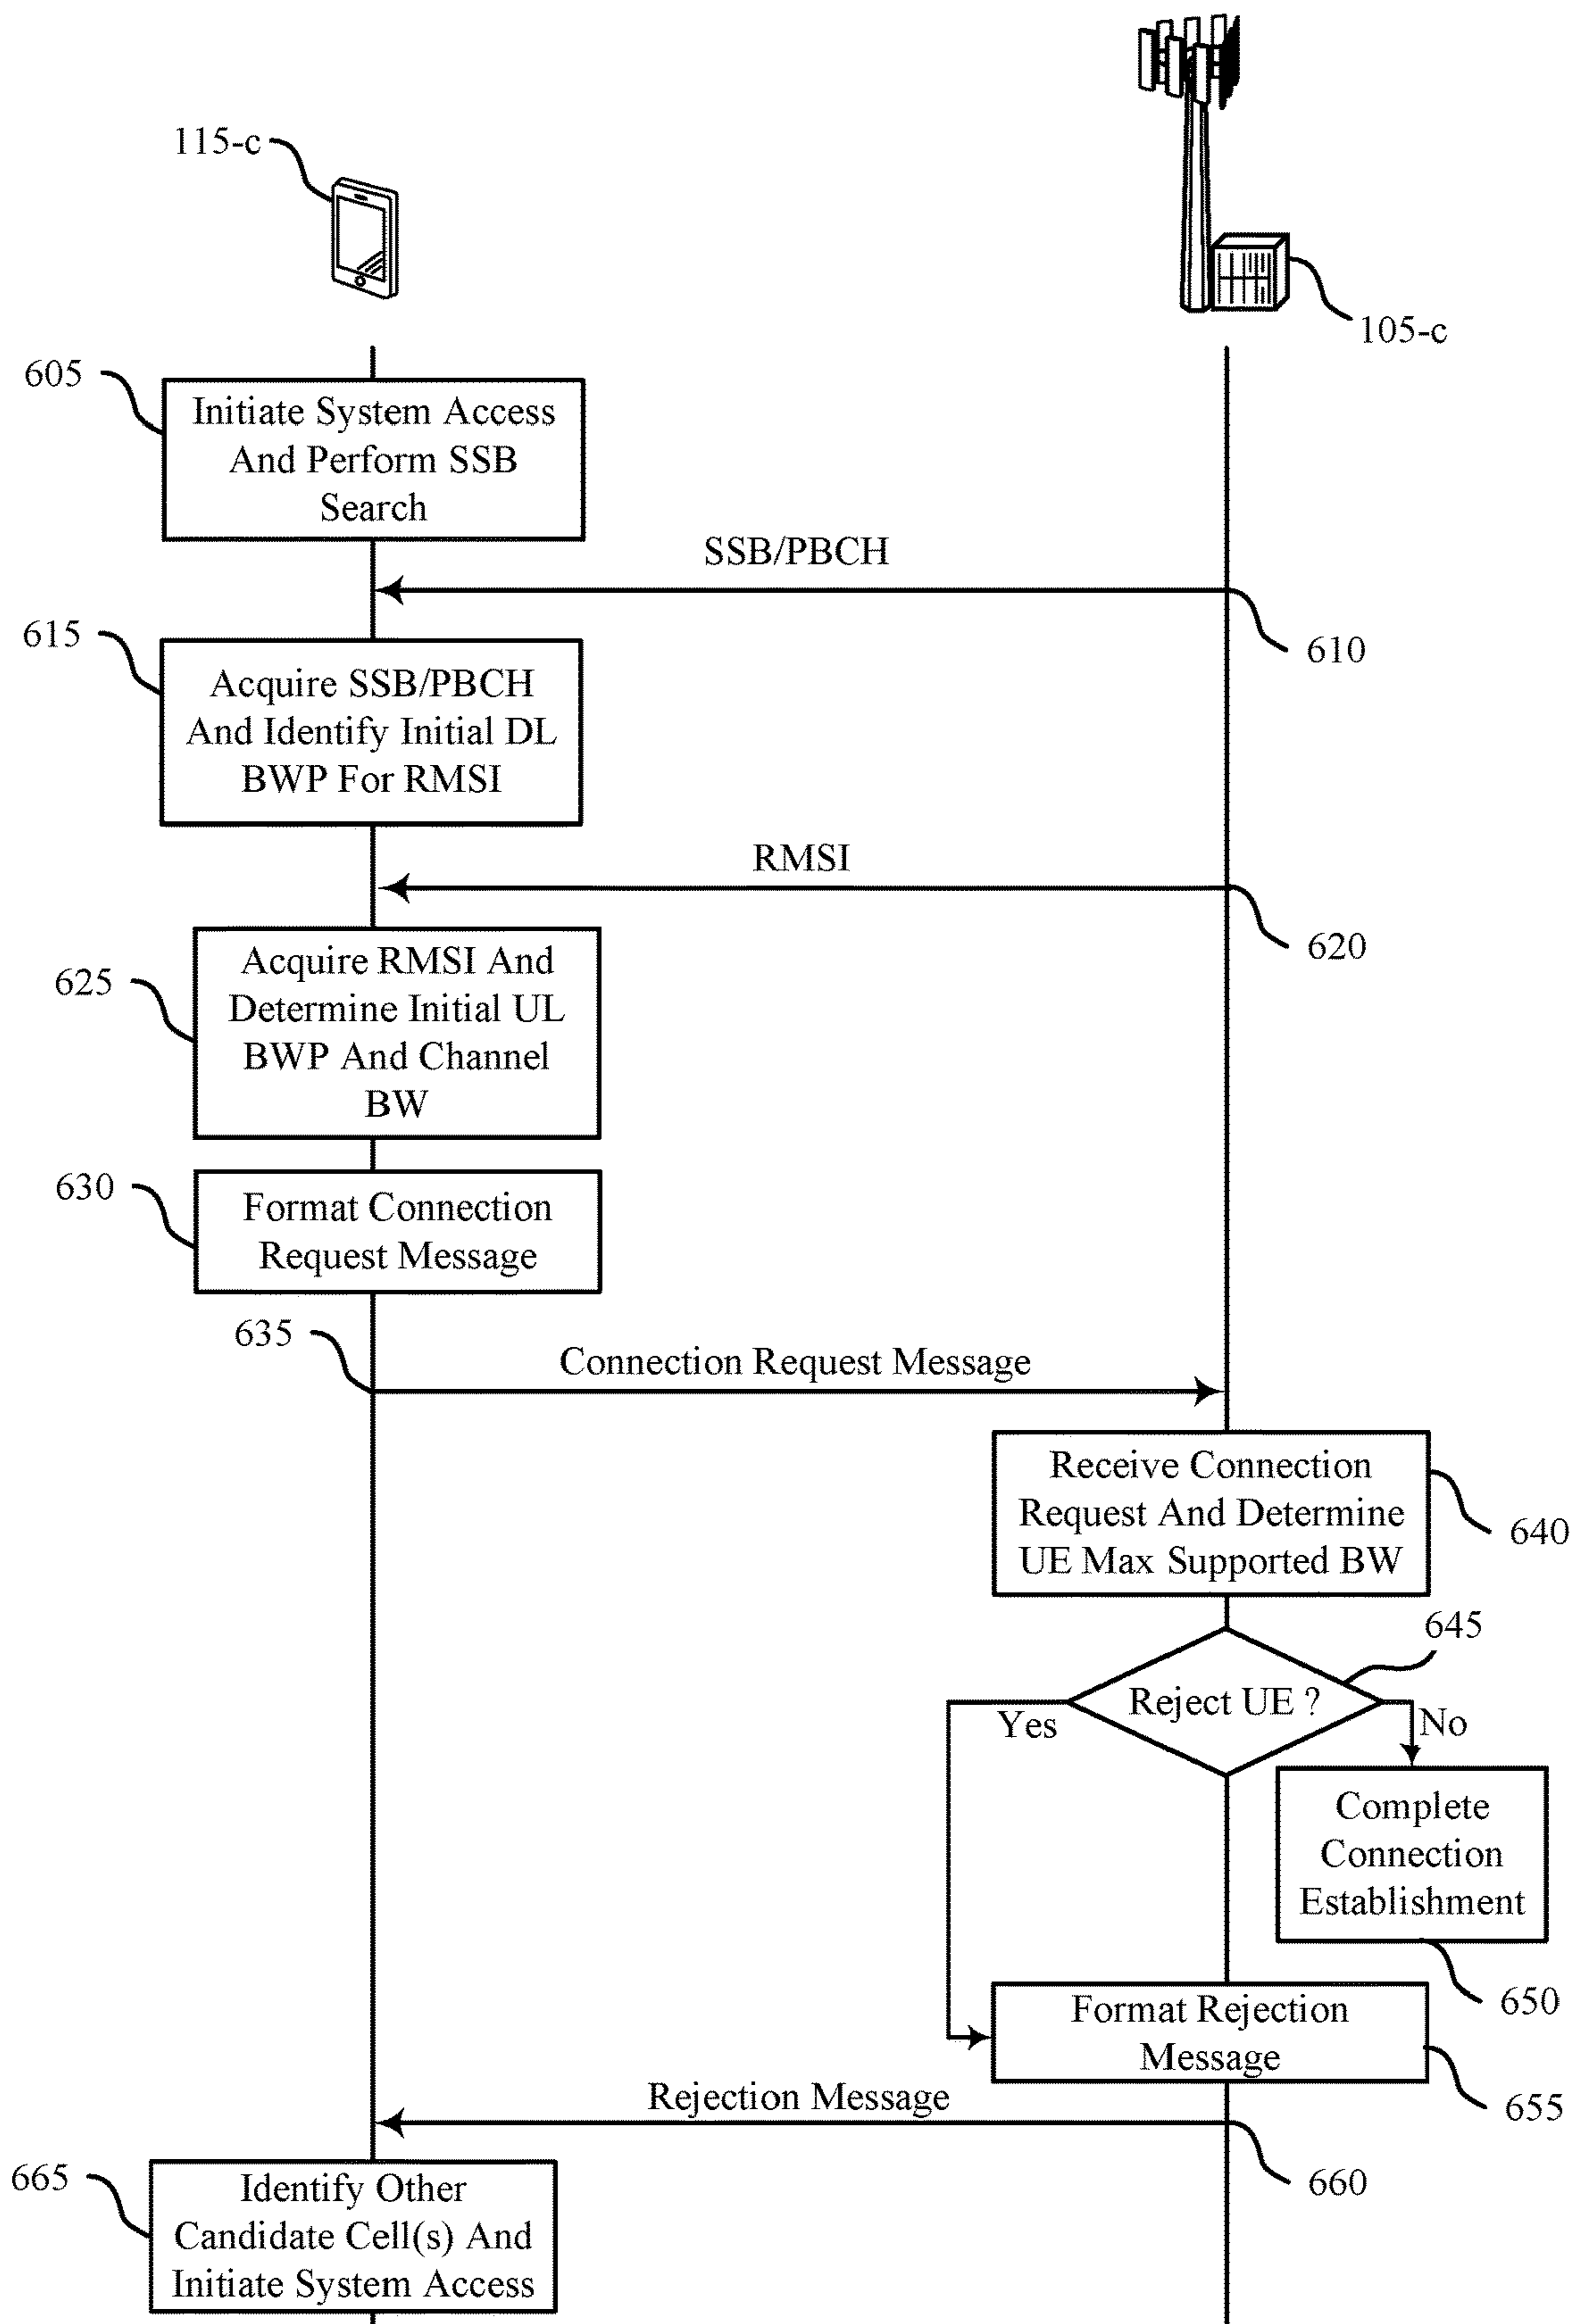 115-c
105-c
605
Initiate System Access
And Perform SSB
Search
SSB/PBCH
610
615
Acquire SSB/PBCH
And Identify Initial DL
BWP For RMSI
RMSI
620
625
Acquire RMSI And
Determine Initial UL
BWP And Channel
BW
630
Format Connection
Request Message
635
Connection Request Message
Receive Connection
Request And Determine
UE Max Supported BW
640
645
Reject UE ?
Yes
No
Complete
Connection
Establishment
650
Format Rejection
Message
655
Rejection Message
660
665
Identify Other
Candidate Cell(s) And
Initiate System Access